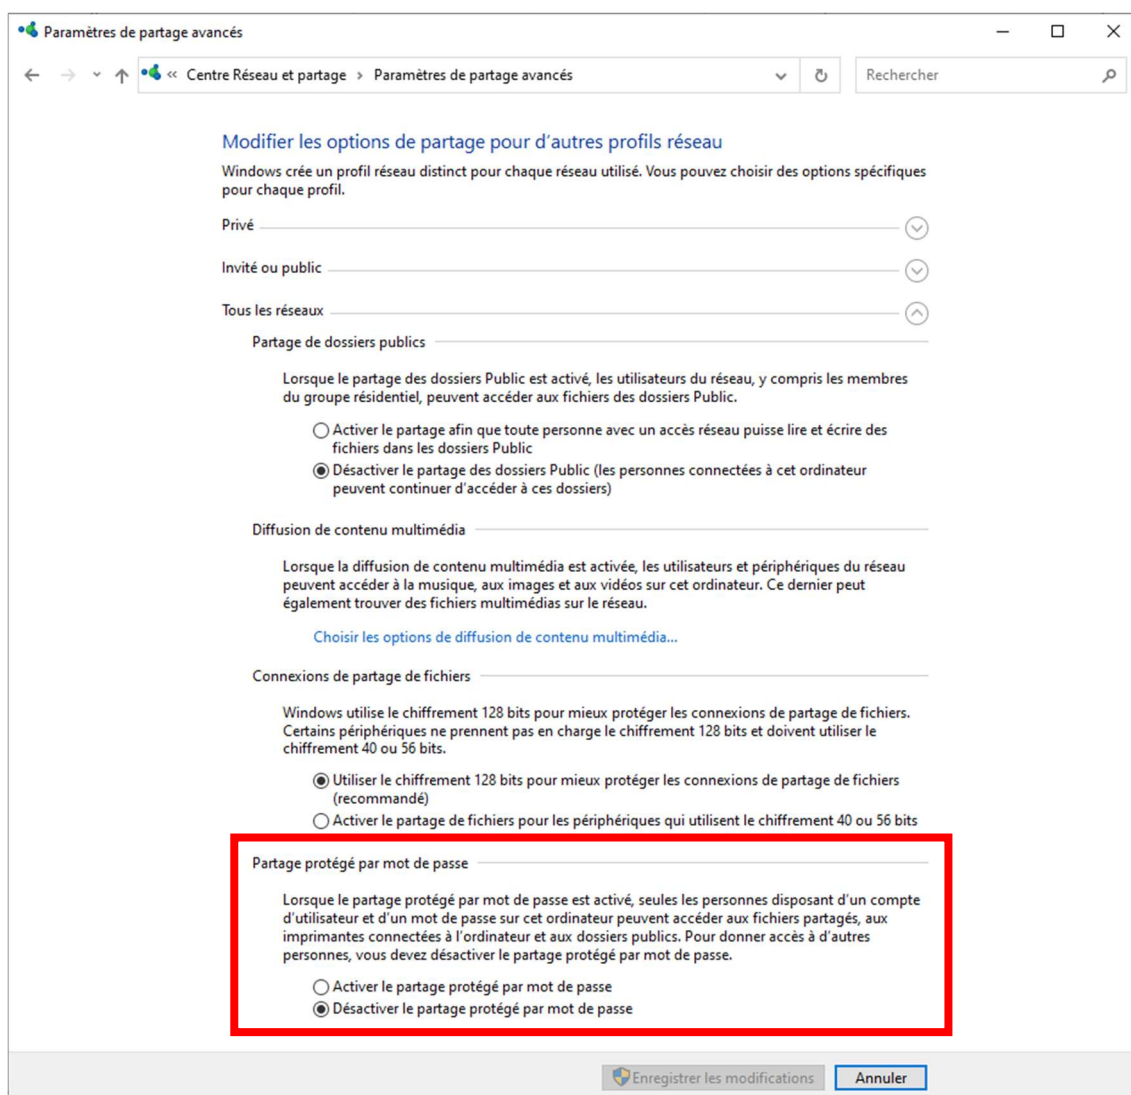 Paramètres de partage avancés
« Centre Réseau et partage › Paramètres de partage avancés
Rechercher
Modifier les options de partage pour d'autres profils réseau
Windows crée un profil réseau distinct pour chaque réseau utilisé. Vous pouvez choisir des options spécifiques
pour chaque profil.
Privé
Invité ou public
Tous les réseaux
Partage de dossiers publics
Lorsque le partage des dossiers Public est activé, les utilisateurs du réseau, y compris les membres
du groupe résidentiel, peuvent accéder aux fichiers des dossiers Public.
Activer le partage afin que toute personne avec un accès réseau puisse lire et écrire des
fichiers dans les dossiers Public
Désactiver le partage des dossiers Public (les personnes connectées à cet ordinateur
peuvent continuer d'accéder à ces dossiers)
Diffusion de contenu multimédia
Lorsque la diffusion de contenu multimédia est activée, les utilisateurs et périphériques du réseau
peuvent accéder à la musique, aux images et aux vidéos sur cet ordinateur. Ce dernier peut
également trouver des fichiers multimédias sur le réseau.
Choisir les options de diffusion de contenu multimédia...
Connexions de partage de fichiers
Windows utilise le chiffrement 128 bits pour mieux protéger les connexions de partage de fichiers.
Certains périphériques ne prennent pas en charge le chiffrement 128 bits et doivent utiliser le
chiffrement 40 ou 56 bits.
Utiliser le chiffrement 128 bits pour mieux protéger les connexions de partage de fichiers
(recommandé)
Activer le partage de fichiers pour les périphériques qui utilisent le chiffrement 40 ou 56 bits
Partage protégé par mot de passe
Lorsque le partage protégé par mot de passe est activé, seules les personnes disposant d'un compte
d'utilisateur et d'un mot de passe sur cet ordinateur peuvent accéder aux fichiers partagés, aux
imprimantes connectées à l'ordinateur et aux dossiers publics. Pour donner accès à d'autres
personnes, vous devez désactiver le partage protégé par mot de passe.
Activer le partage protégé par mot de passe
Désactiver le partage protégé par mot de passe
Enregistrer les modifications
Annuler